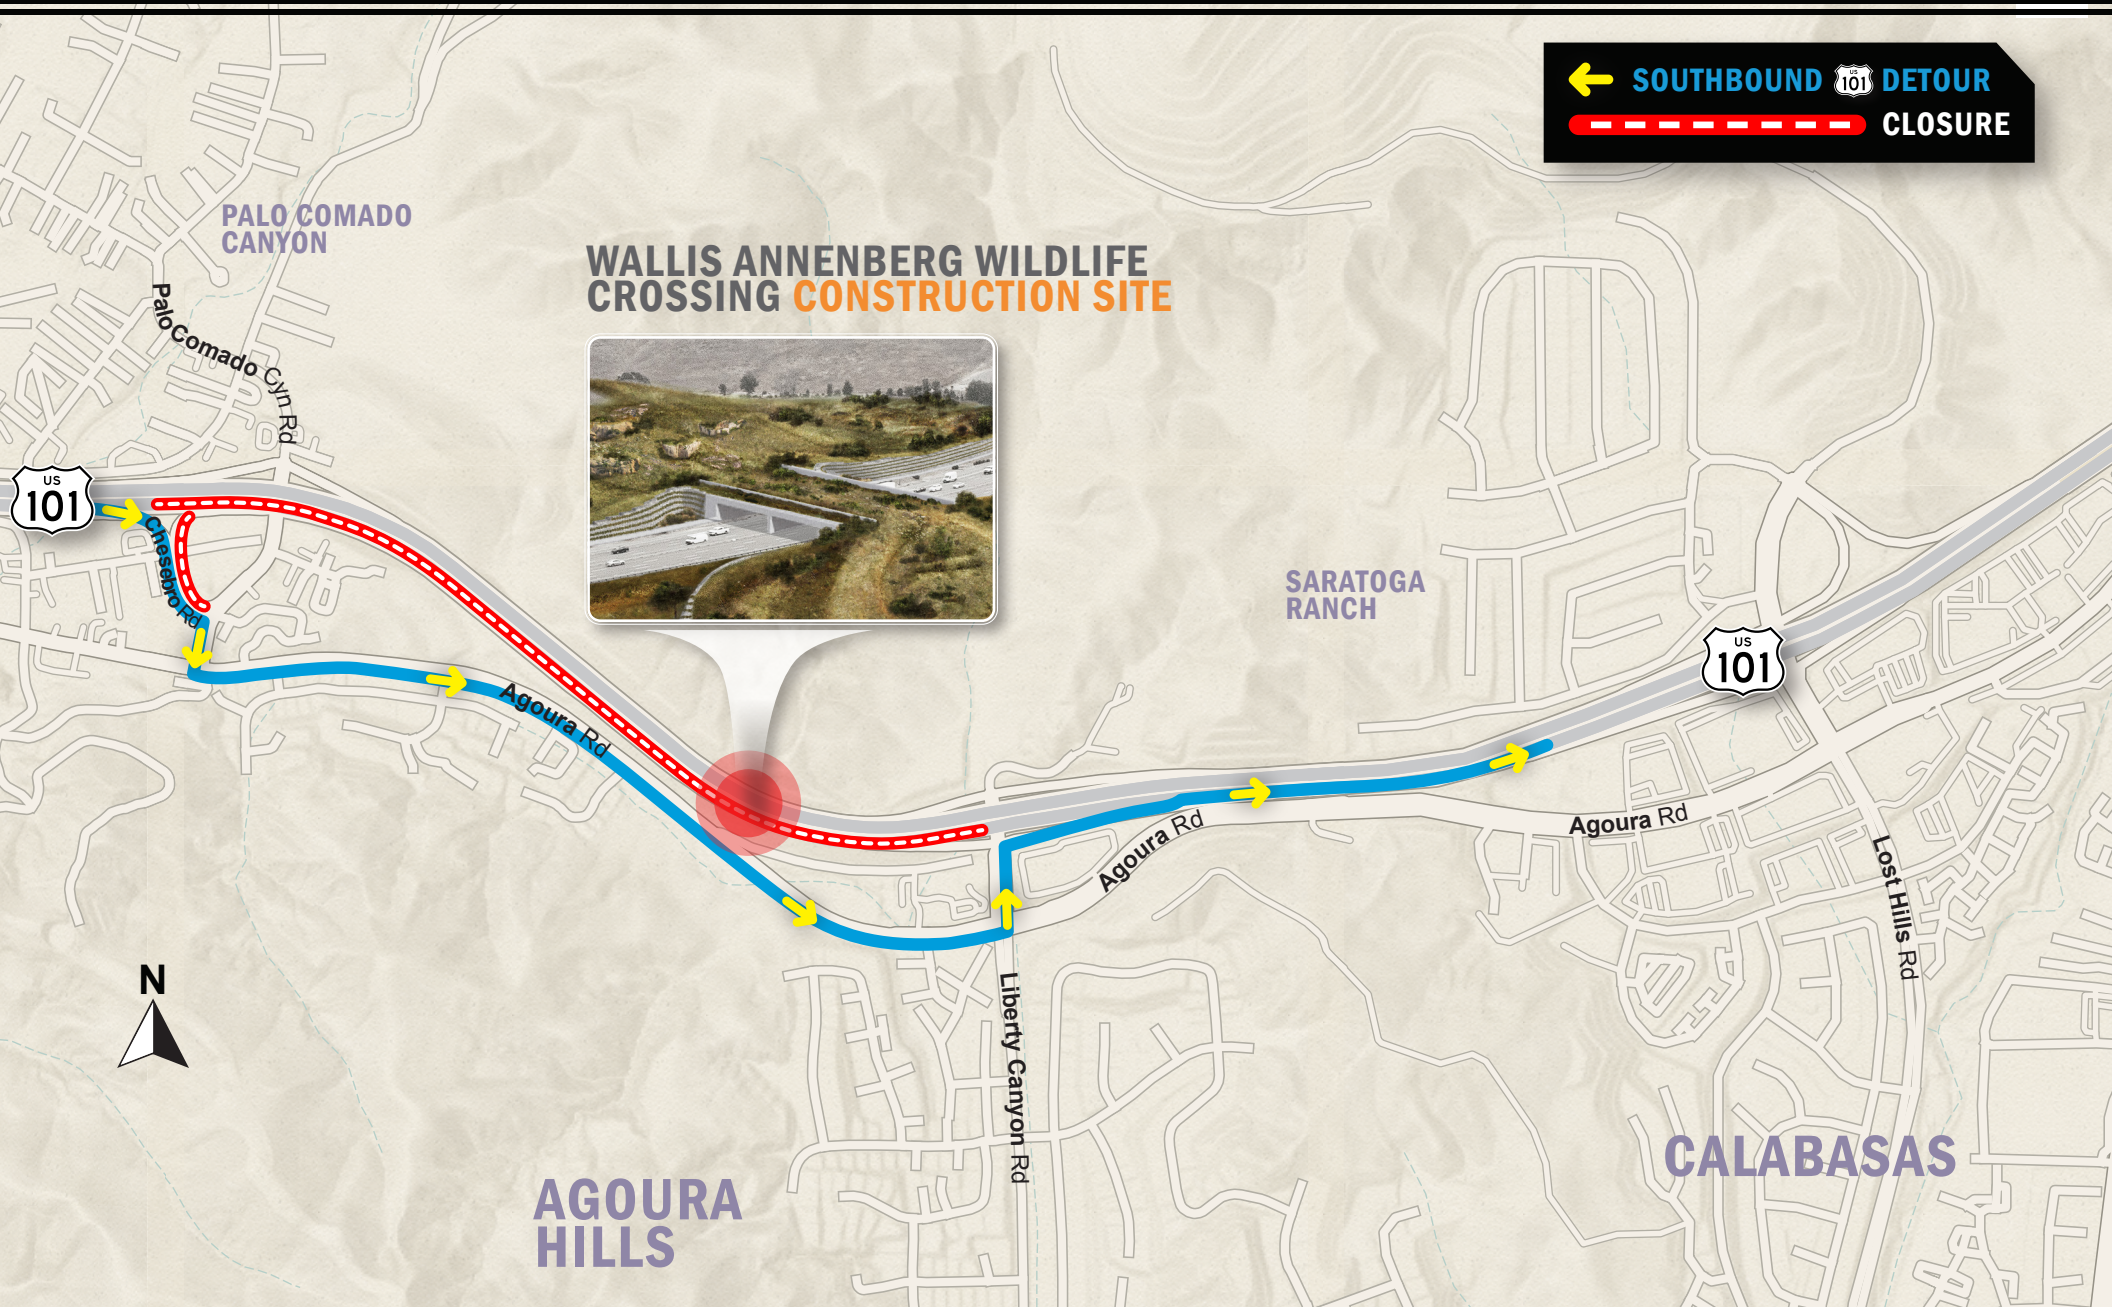 SOUTHBOUND US 101 DETOUR
CLOSURE
PALO COMADO
CANYON
WALLIS ANNENBERG WILDLIFE
CROSSING CONSTRUCTION SITE
Palo Comado Cyn Rd
US
101
Chesebro Rd
SARATOGA
RANCH
US
101
Agoura Rd
Agoura Rd
Agoura Rd
Lost Hills Rd
N
Liberty Canyon Rd
CALABASAS
AGOURA
HILLS